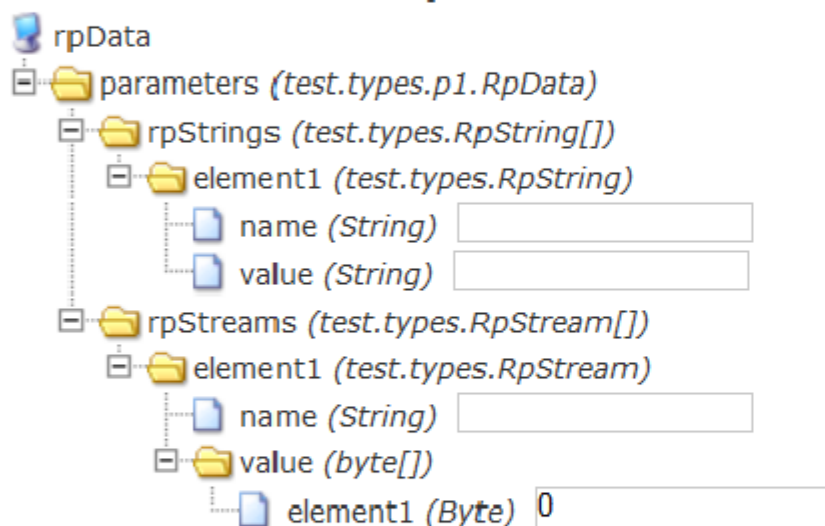 rpData
parameters (test.types.p1.RpData)
rpStrings (test.types.RpString[])
element1 (test.types.RpString)
name (String)
value (String)
rpStreams (test.types.RpStream[])
element1 (test.types.RpStream)
name (String)
value (byte[])
element1 (Byte) 0